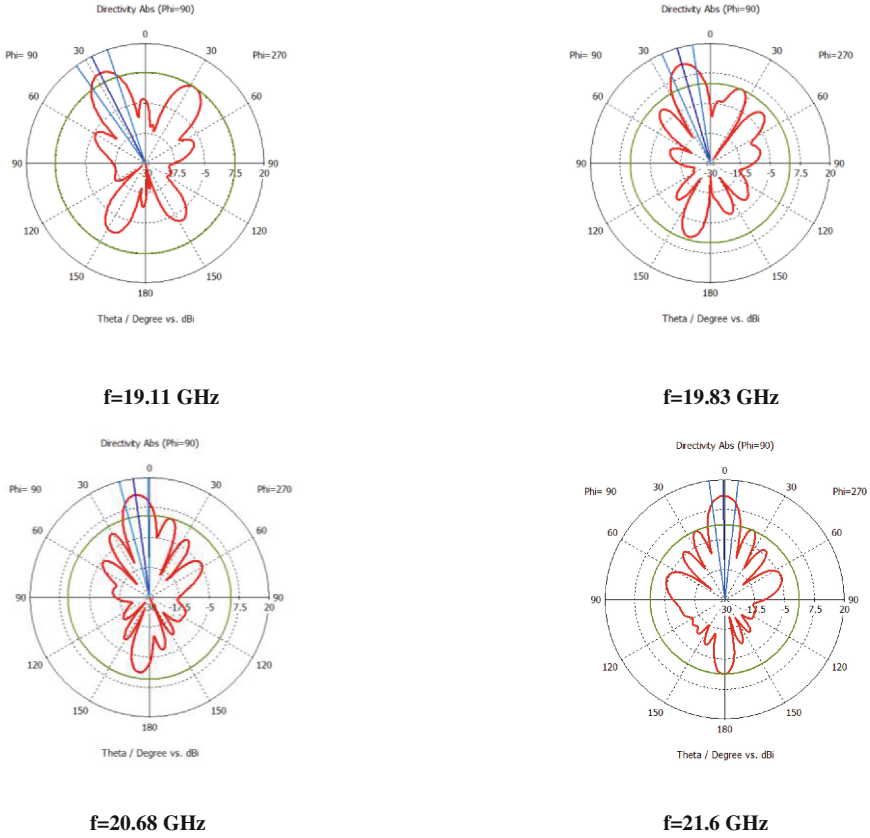 Directivity Abs (Phi=90)
0
Phi= 90 30 30 Phi=270
60 60
90 -17.5 -5 7.5 20 90
120 120
150 150
180
Theta / Degree vs. dBi
f=19.11 GHz
Directivity Abs (Phi=90)
0
Phi= 90 30 30 Phi=270
60 60
90 -30 -17.5 -5 7.5 20 90
120 120
150 150
180
Theta / Degree vs. dBi
f=19.83 GHz
Directivity Abs (Phi=90)
0
Phi= 90 30 30 Phi=270
60 60
90 -30 -17.5 -5 7.5 20 90
120 120
150 150
180
Theta / Degree vs. dBi
f=20.68 GHz
Directivity Abs (Phi=90)
0
Phi= 90 30 30 Phi=270
60 60
90 -30 -17.5 -5 7.5 20 90
120 120
150 150
180
Theta / Degree vs. dBi
f=21.6 GHz